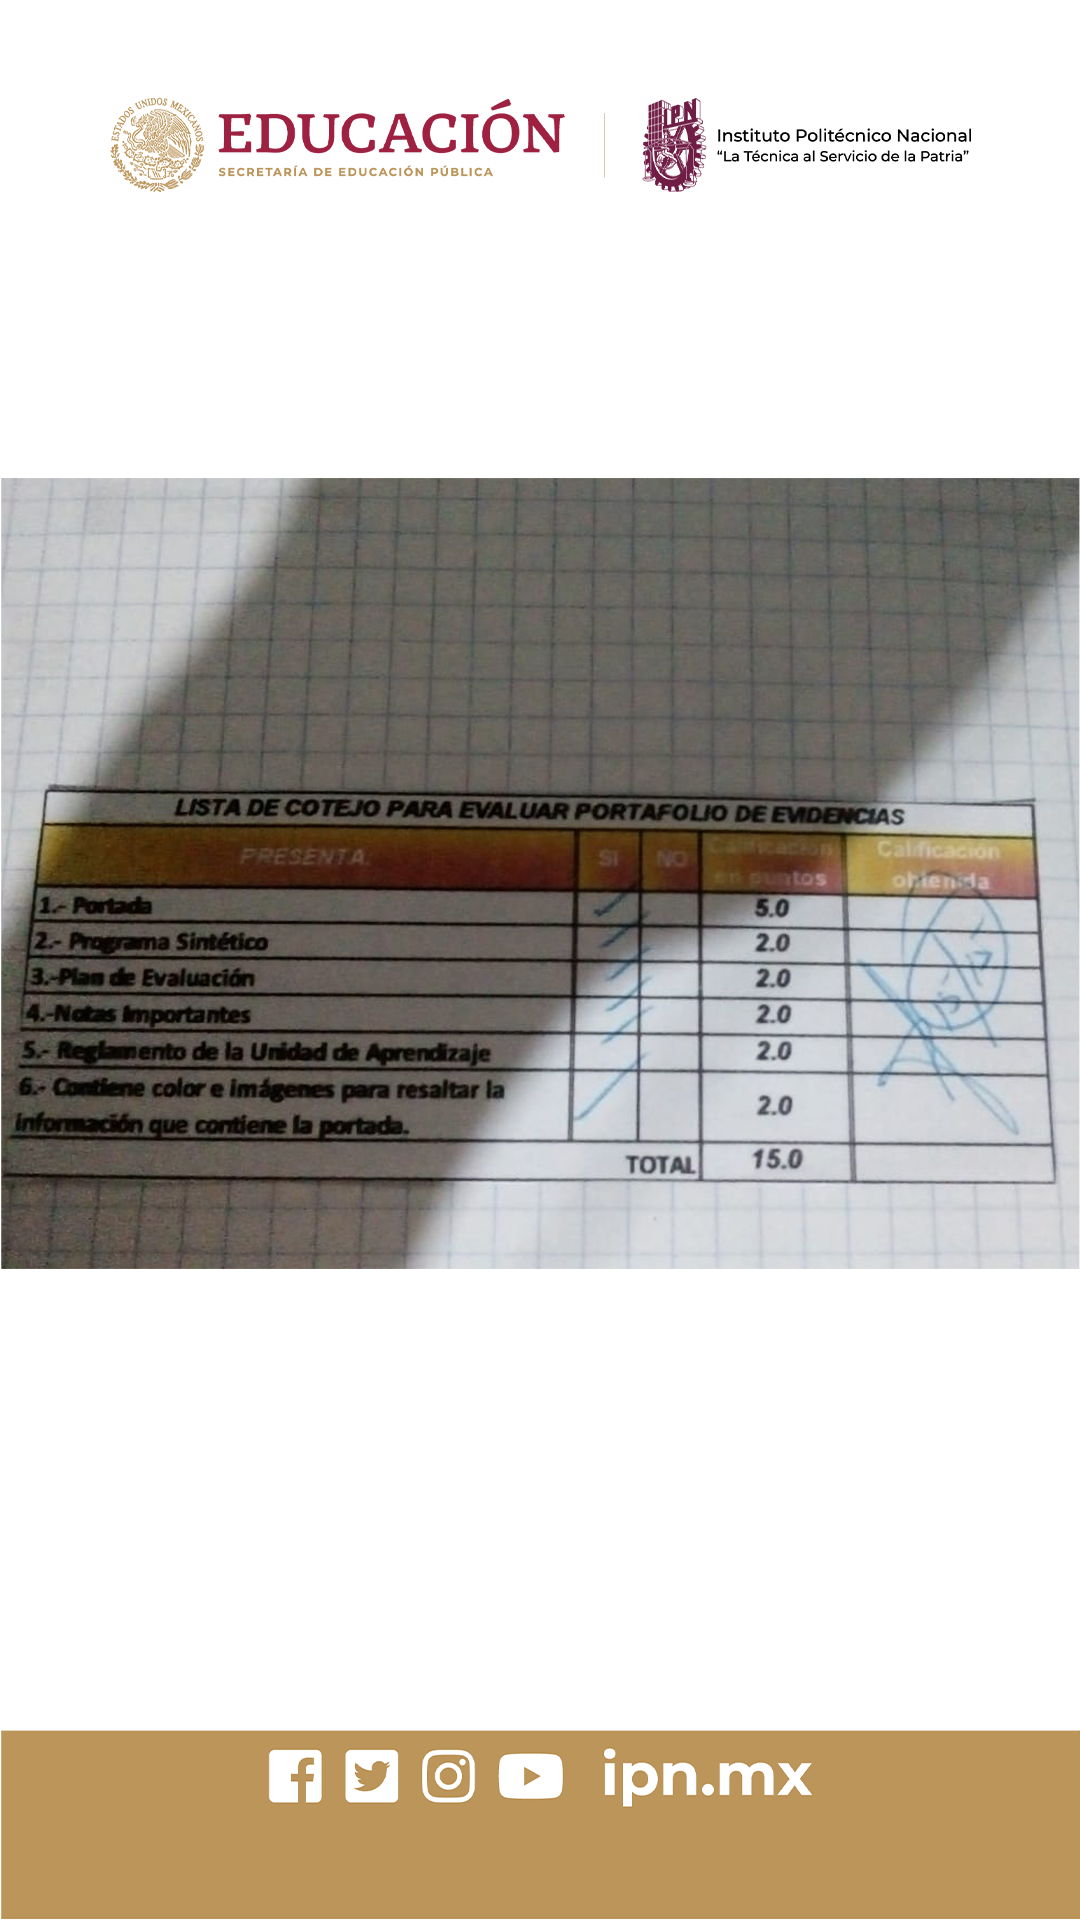 ESTADOS UNIDOS MEXICANOS
EDUCACIÓN
SECRETARÍA DE EDUCACIÓN PÚBLICA
IPN
Instituto Politécnico Nacional
“La Técnica al Servicio de la Patria”
LISTA DE COTEJO PARA EVALUAR PORTAFOLIO DE EVIDENCIAS
PRESENTA: SI NO Calificación en puntos Calificación obtenida
1.- Portada 5.0
2.- Programa Sintético 2.0
3.-Plan de Evaluación 2.0
4.-Notas Importantes 2.0
5.- Reglamento de la Unidad de Aprendizaje 2.0
6.- Contiene color e imágenes para resaltar la
información que contiene la portada. 2.0
TOTAL 15.0
ipn.mx